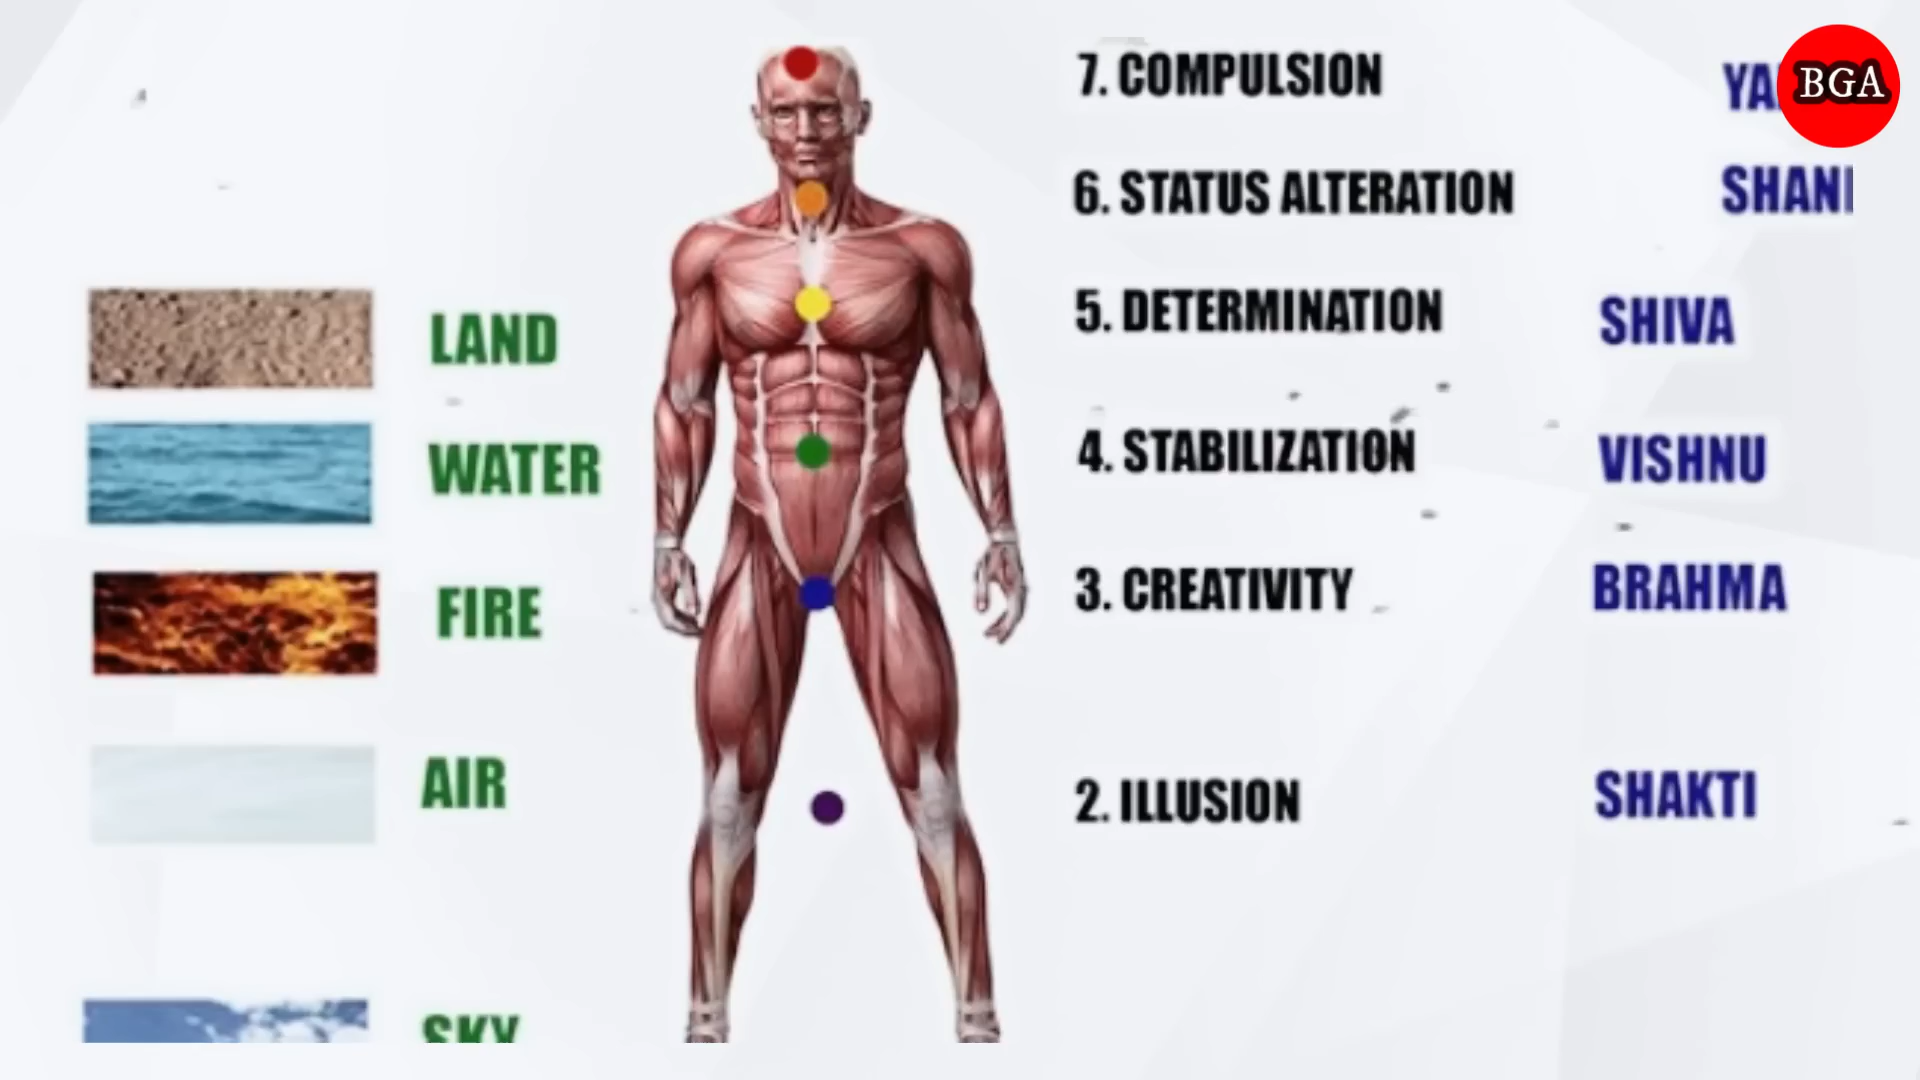 7. COMPULSION
BGA
6. STATUS ALTERATION
SHANI
LAND
5. DETERMINATION
SHIVA
WATER
4. STABILIZATION
VISHNU
FIRE
3. CREATIVITY
BRAHMA
AIR
2. ILLUSION
SHAKTI
SKY